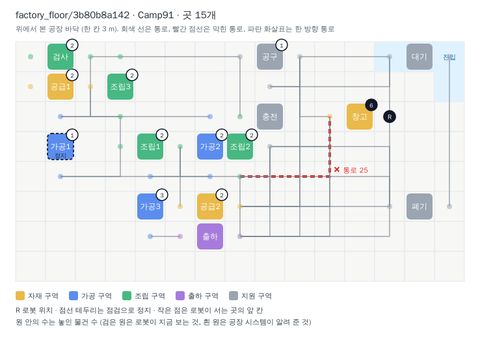 factory_floor/3b80b8a142 · Camp91 · 곳 15개
위에서 본 공장 바닥 (한 칸 3 m). 회색 선은 통로, 빨간 점선은 막힌 통로, 파란 화살표는 한 방향 통로
검사 2
공구 1
대기
진입
공급1 2
조립3 2
충전
창고 6
R
가공1 1
조립1 2
가공2 2
조립2 2
✕ 통로 25
가공3 3
공급2 2
폐기
출하
자재 구역
가공 구역
조립 구역
출하 구역
지원 구역
R 로봇 위치 · 점선 테두리는 점검으로 정지 · 작은 점은 로봇이 서는 곳의 앞 칸
원 안의 수는 놓인 물건 수 (검은 원은 로봇이 지금 보는 것, 흰 원은 공장 시스템이 알려 준 것)